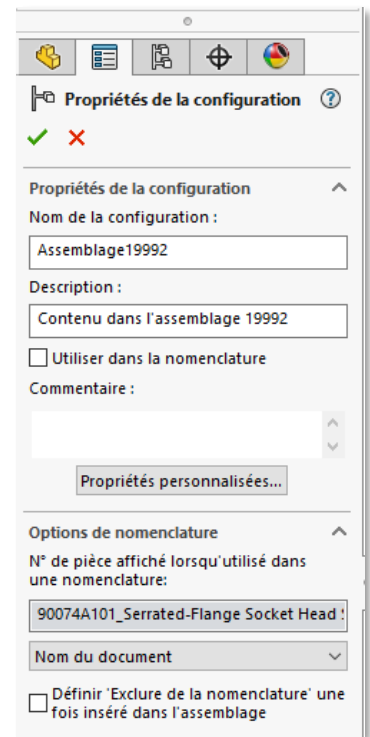 Propriétés de la configuration
Propriétés de la configuration
Nom de la configuration :
Assemblage19992
Description :
Contenu dans l'assemblage 19992
Utiliser dans la nomenclature
Commentaire :
Propriétés personnalisées...
Options de nomenclature
N° de pièce affiché lorsqu'utilisé dans
une nomenclature:
90074A101_Serrated-Flange Socket Head
Nom du document
Définir 'Exclure de la nomenclature' une
fois inséré dans l'assemblage